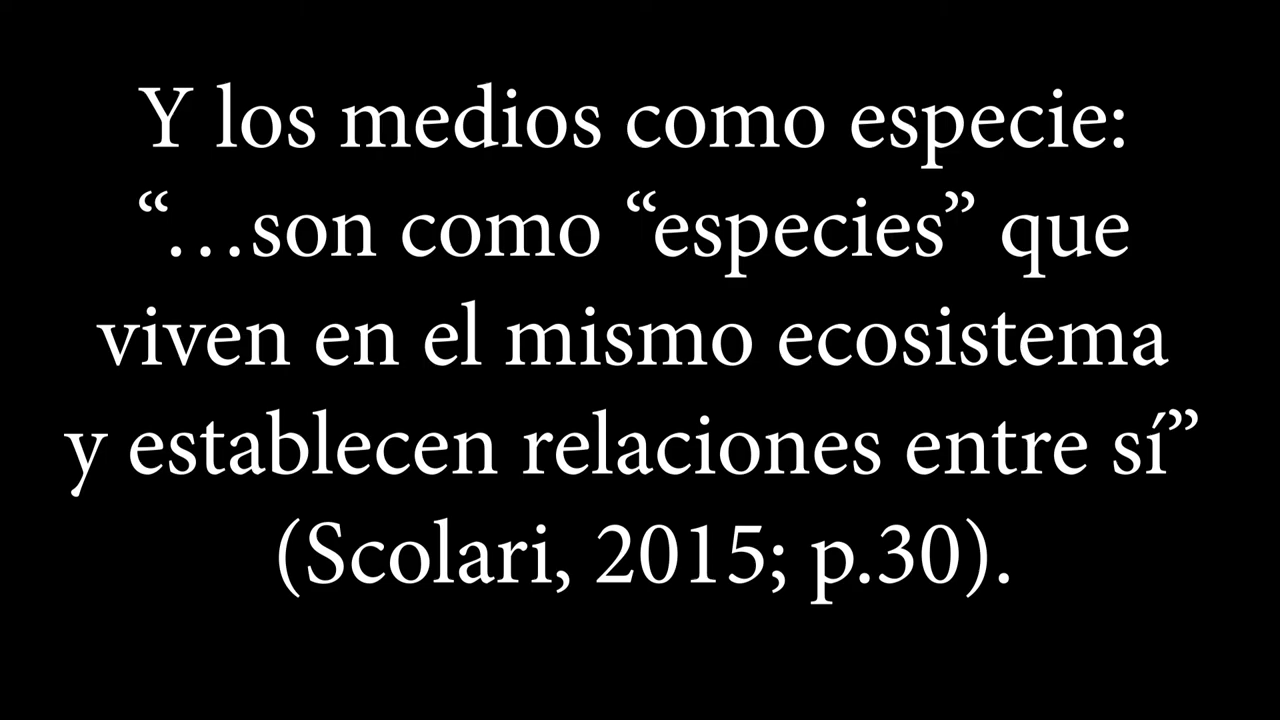 Y los medios como especie:
“…son como “especies” que
viven en el mismo ecosistema
y establecen relaciones entre sí”
(Scolari, 2015; p.30).